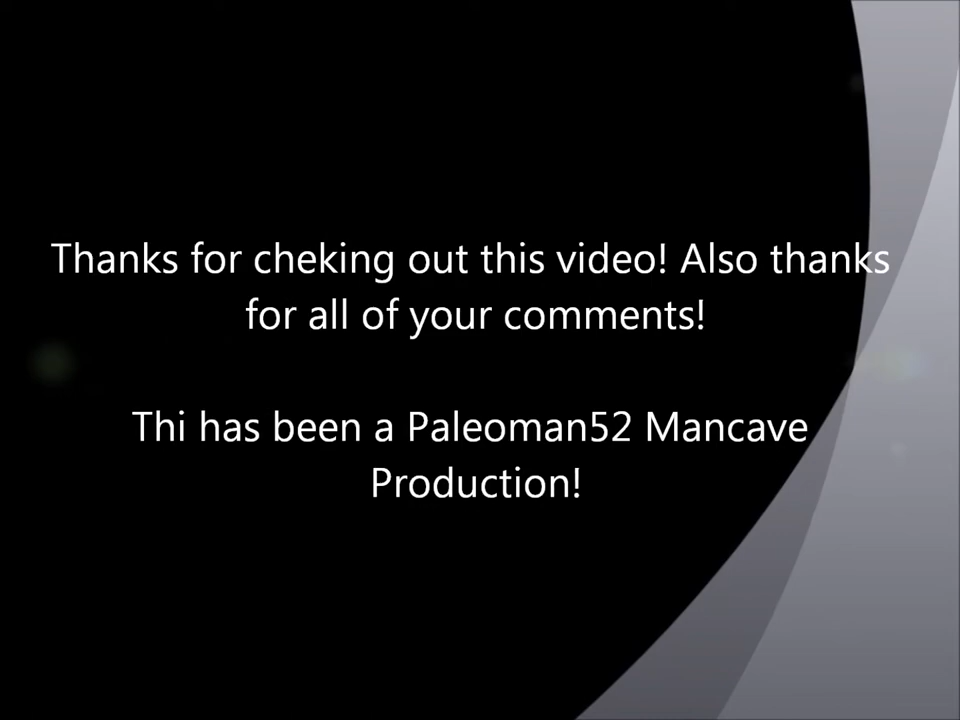 Thanks for cheking out this video! Also thanks
for all of your comments!
Thi has been a Paleoman52 Mancave
Production!